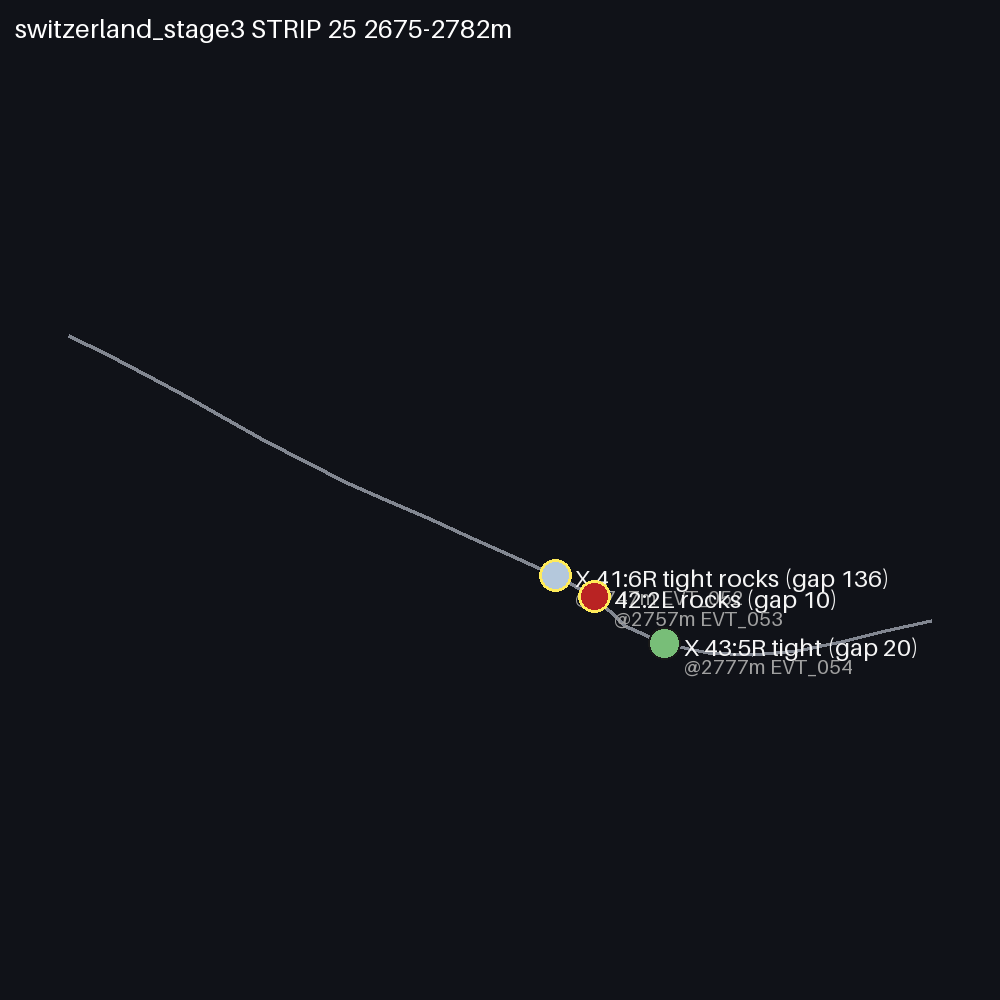 switzerland_stage3 STRIP 25 2675-2782m
X 41:6R tight rocks (gap 136)
EVT_052
42:2L rocks (gap 10)
@2757m EVT_053
X 43:5R tight (gap 20)
@2777m EVT_054